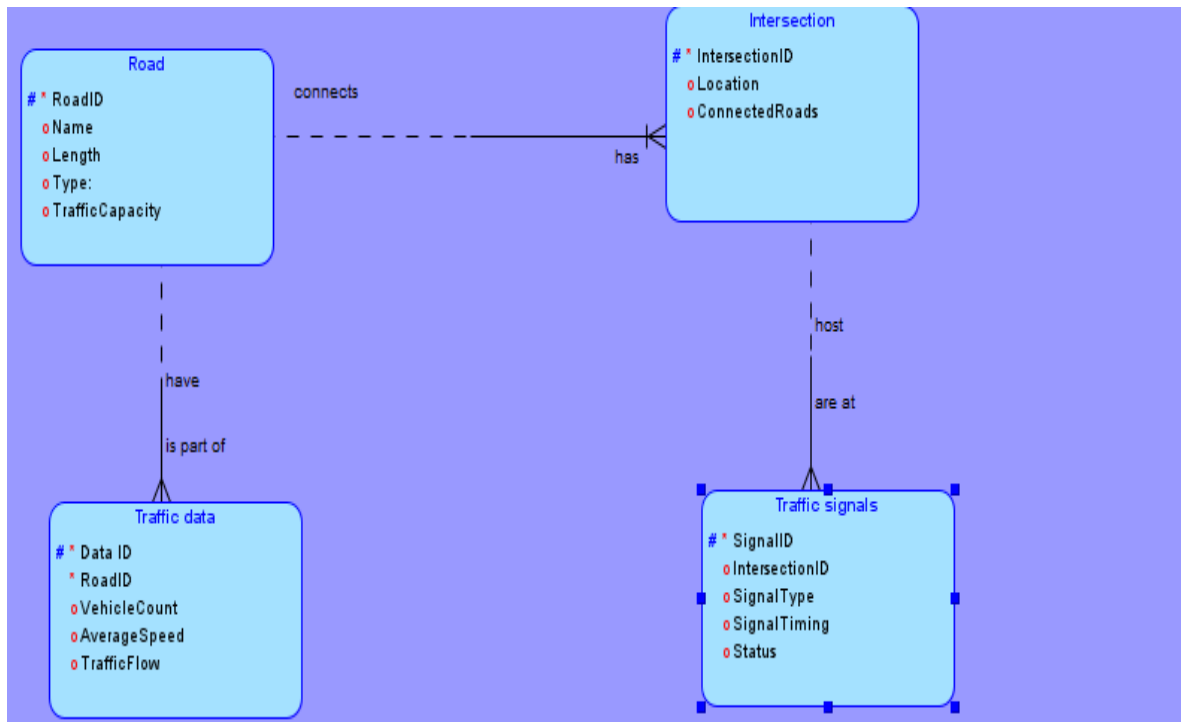 Road
# * RoadID
o Name
o Length
o Type:
o TrafficCapacity
connects
has
Intersection
# * IntersectionID
o Location
o ConnectedRoads
have
is part of
host
are at
Traffic data
# * Data ID
* RoadID
o VehicleCount
o AverageSpeed
o TrafficFlow
Traffic signals
# * SignalID
o IntersectionID
o SignalType
o SignalTiming
o Status